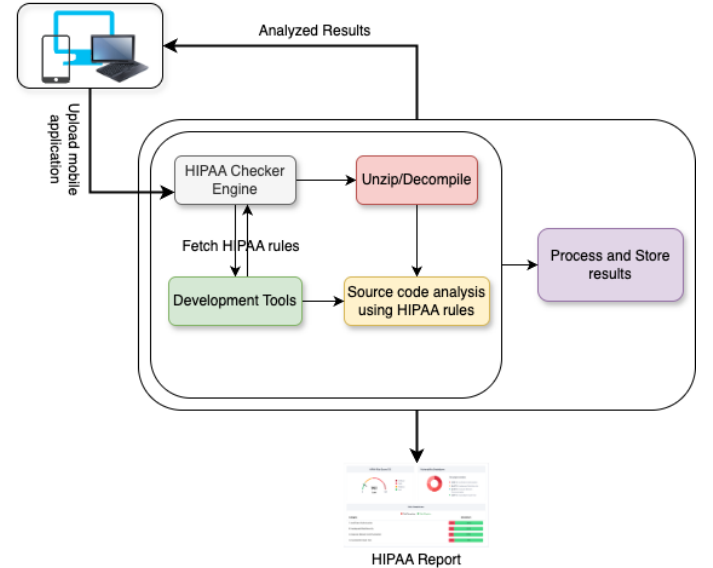 Analyzed Results
Upload mobile
application
HIPAA Checker
Engine
Unzip/Decompile
Fetch HIPAA rules
Process and Store
results
Development Tools
Source code analysis
using HIPAA rules
HIPAA Report